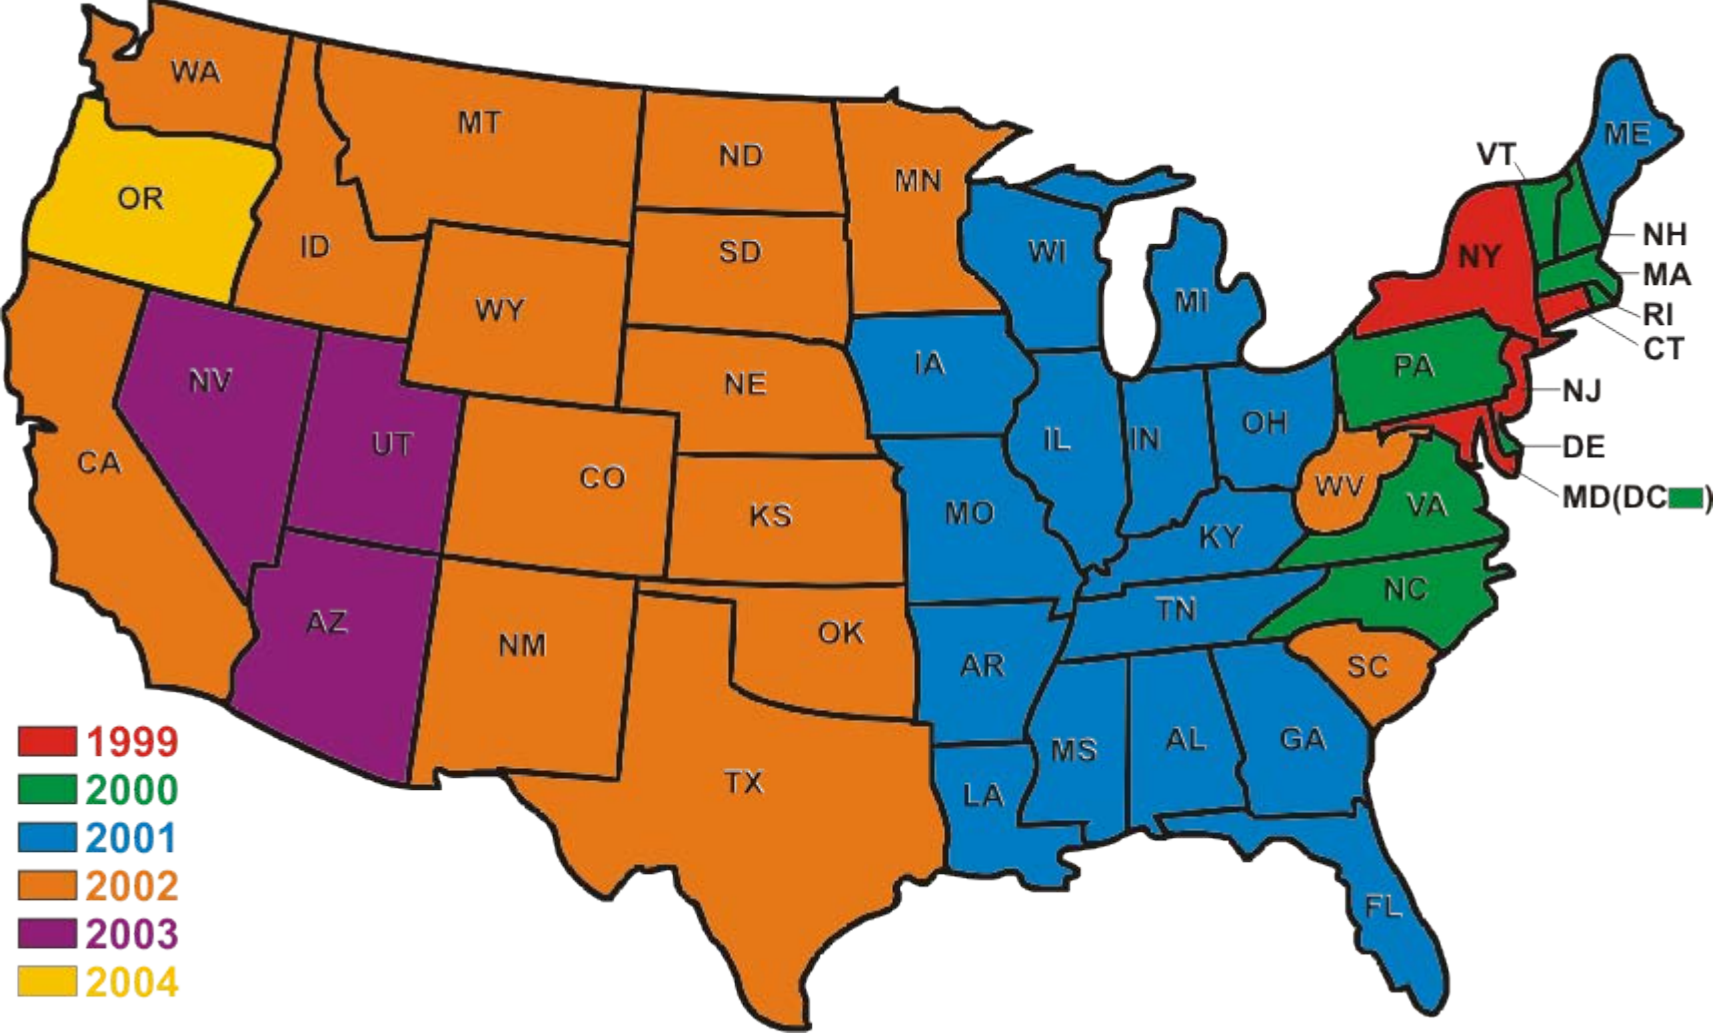 WA
MT
ND
MN
ME
VT
OR
ID
SD
WI
NY
NH
MA
MI
RI
WY
CT
IA
PA
NV
NE
NJ
UT
OH
IL
IN
DE
CA
CO
WV
MD(DC )
KS
MO
VA
KY
NC
TN
AZ
OK
NM
AR
SC
1999
MS
AL
GA
TX
LA
2000
2001
2002
FL
2003
2004